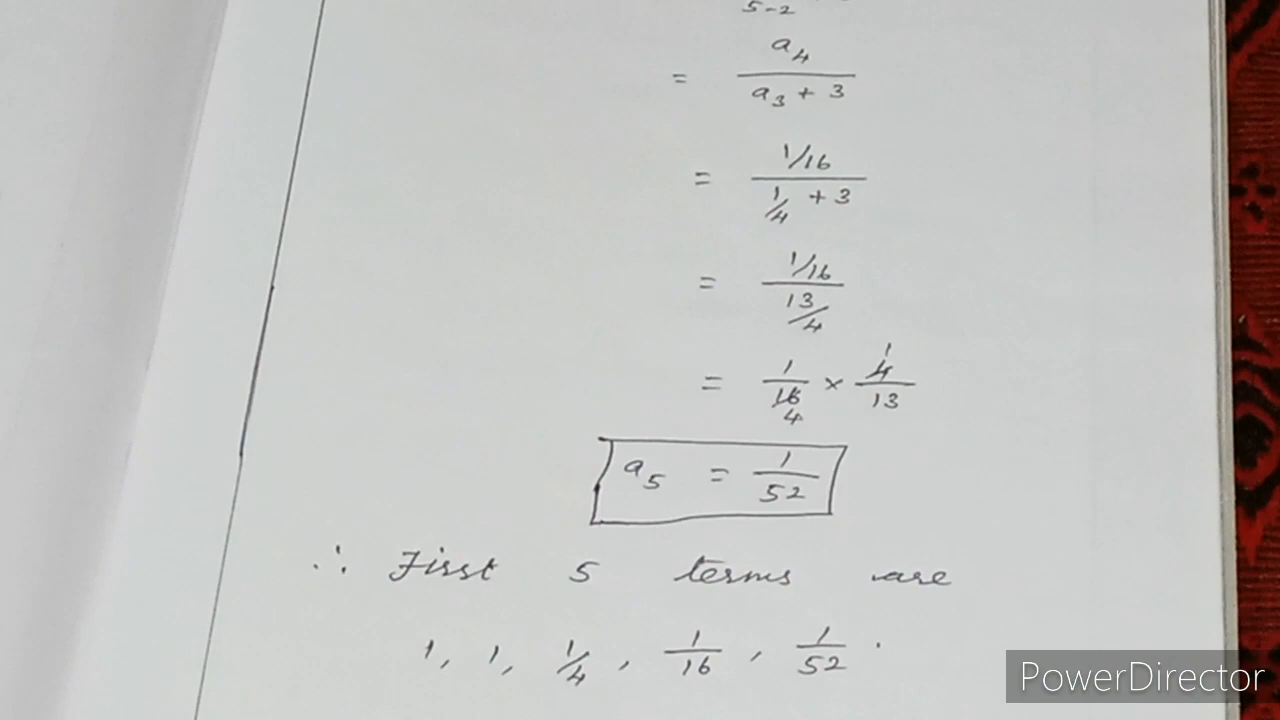 5-2
a₄
= ―――
a₃ + 3
1/16
= ―――
1/4 + 3
1/16
= ―――
13/4
= 1/16 × 4/13
1
4
a₅ = 1/52
∴ First 5 terms are
1, 1, 1/4, 1/16, 1/52.
PowerDirector